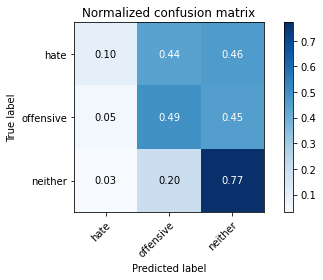 Normalized confusion matrix
True label
hate
offensive
neither
0.10 0.44 0.46
0.05 0.49 0.45
0.03 0.20 0.77
hate
offensive
neither
Predicted label
0.7
0.6
0.5
0.4
0.3
0.2
0.1